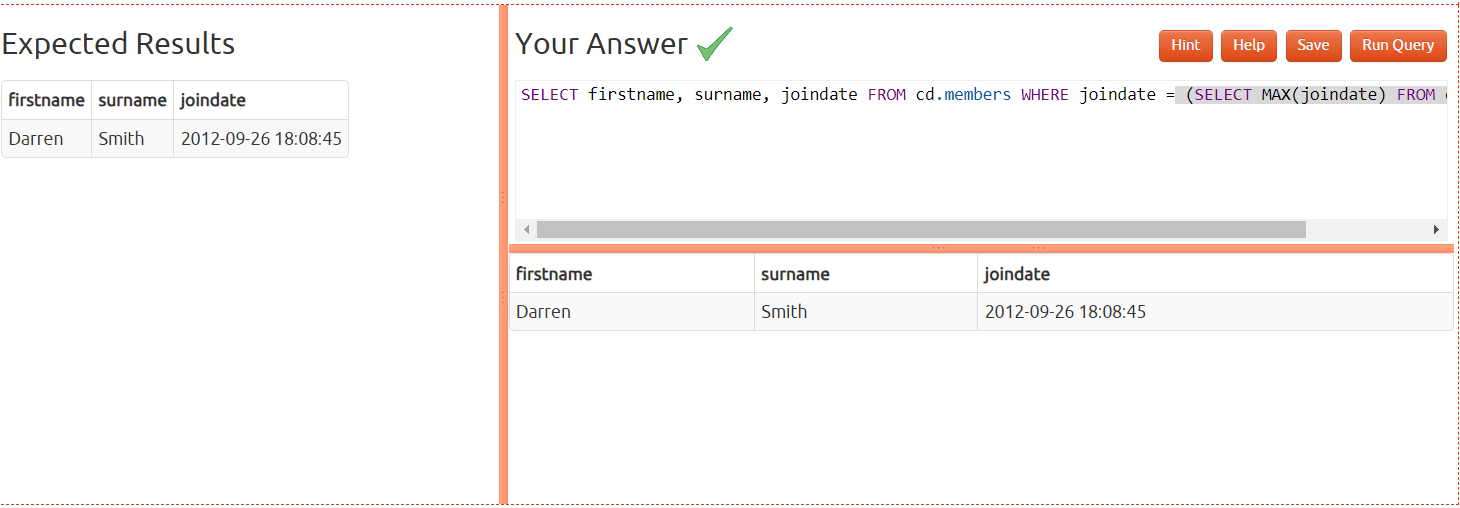 Expected Results
firstname surname joindate
Darren Smith 2012-09-26 18:08:45
Your Answer
Hint Help Save Run Query
SELECT firstname, surname, joindate FROM cd.members WHERE joindate = (SELECT MAX(joindate) FROM
firstname surname joindate
Darren Smith 2012-09-26 18:08:45